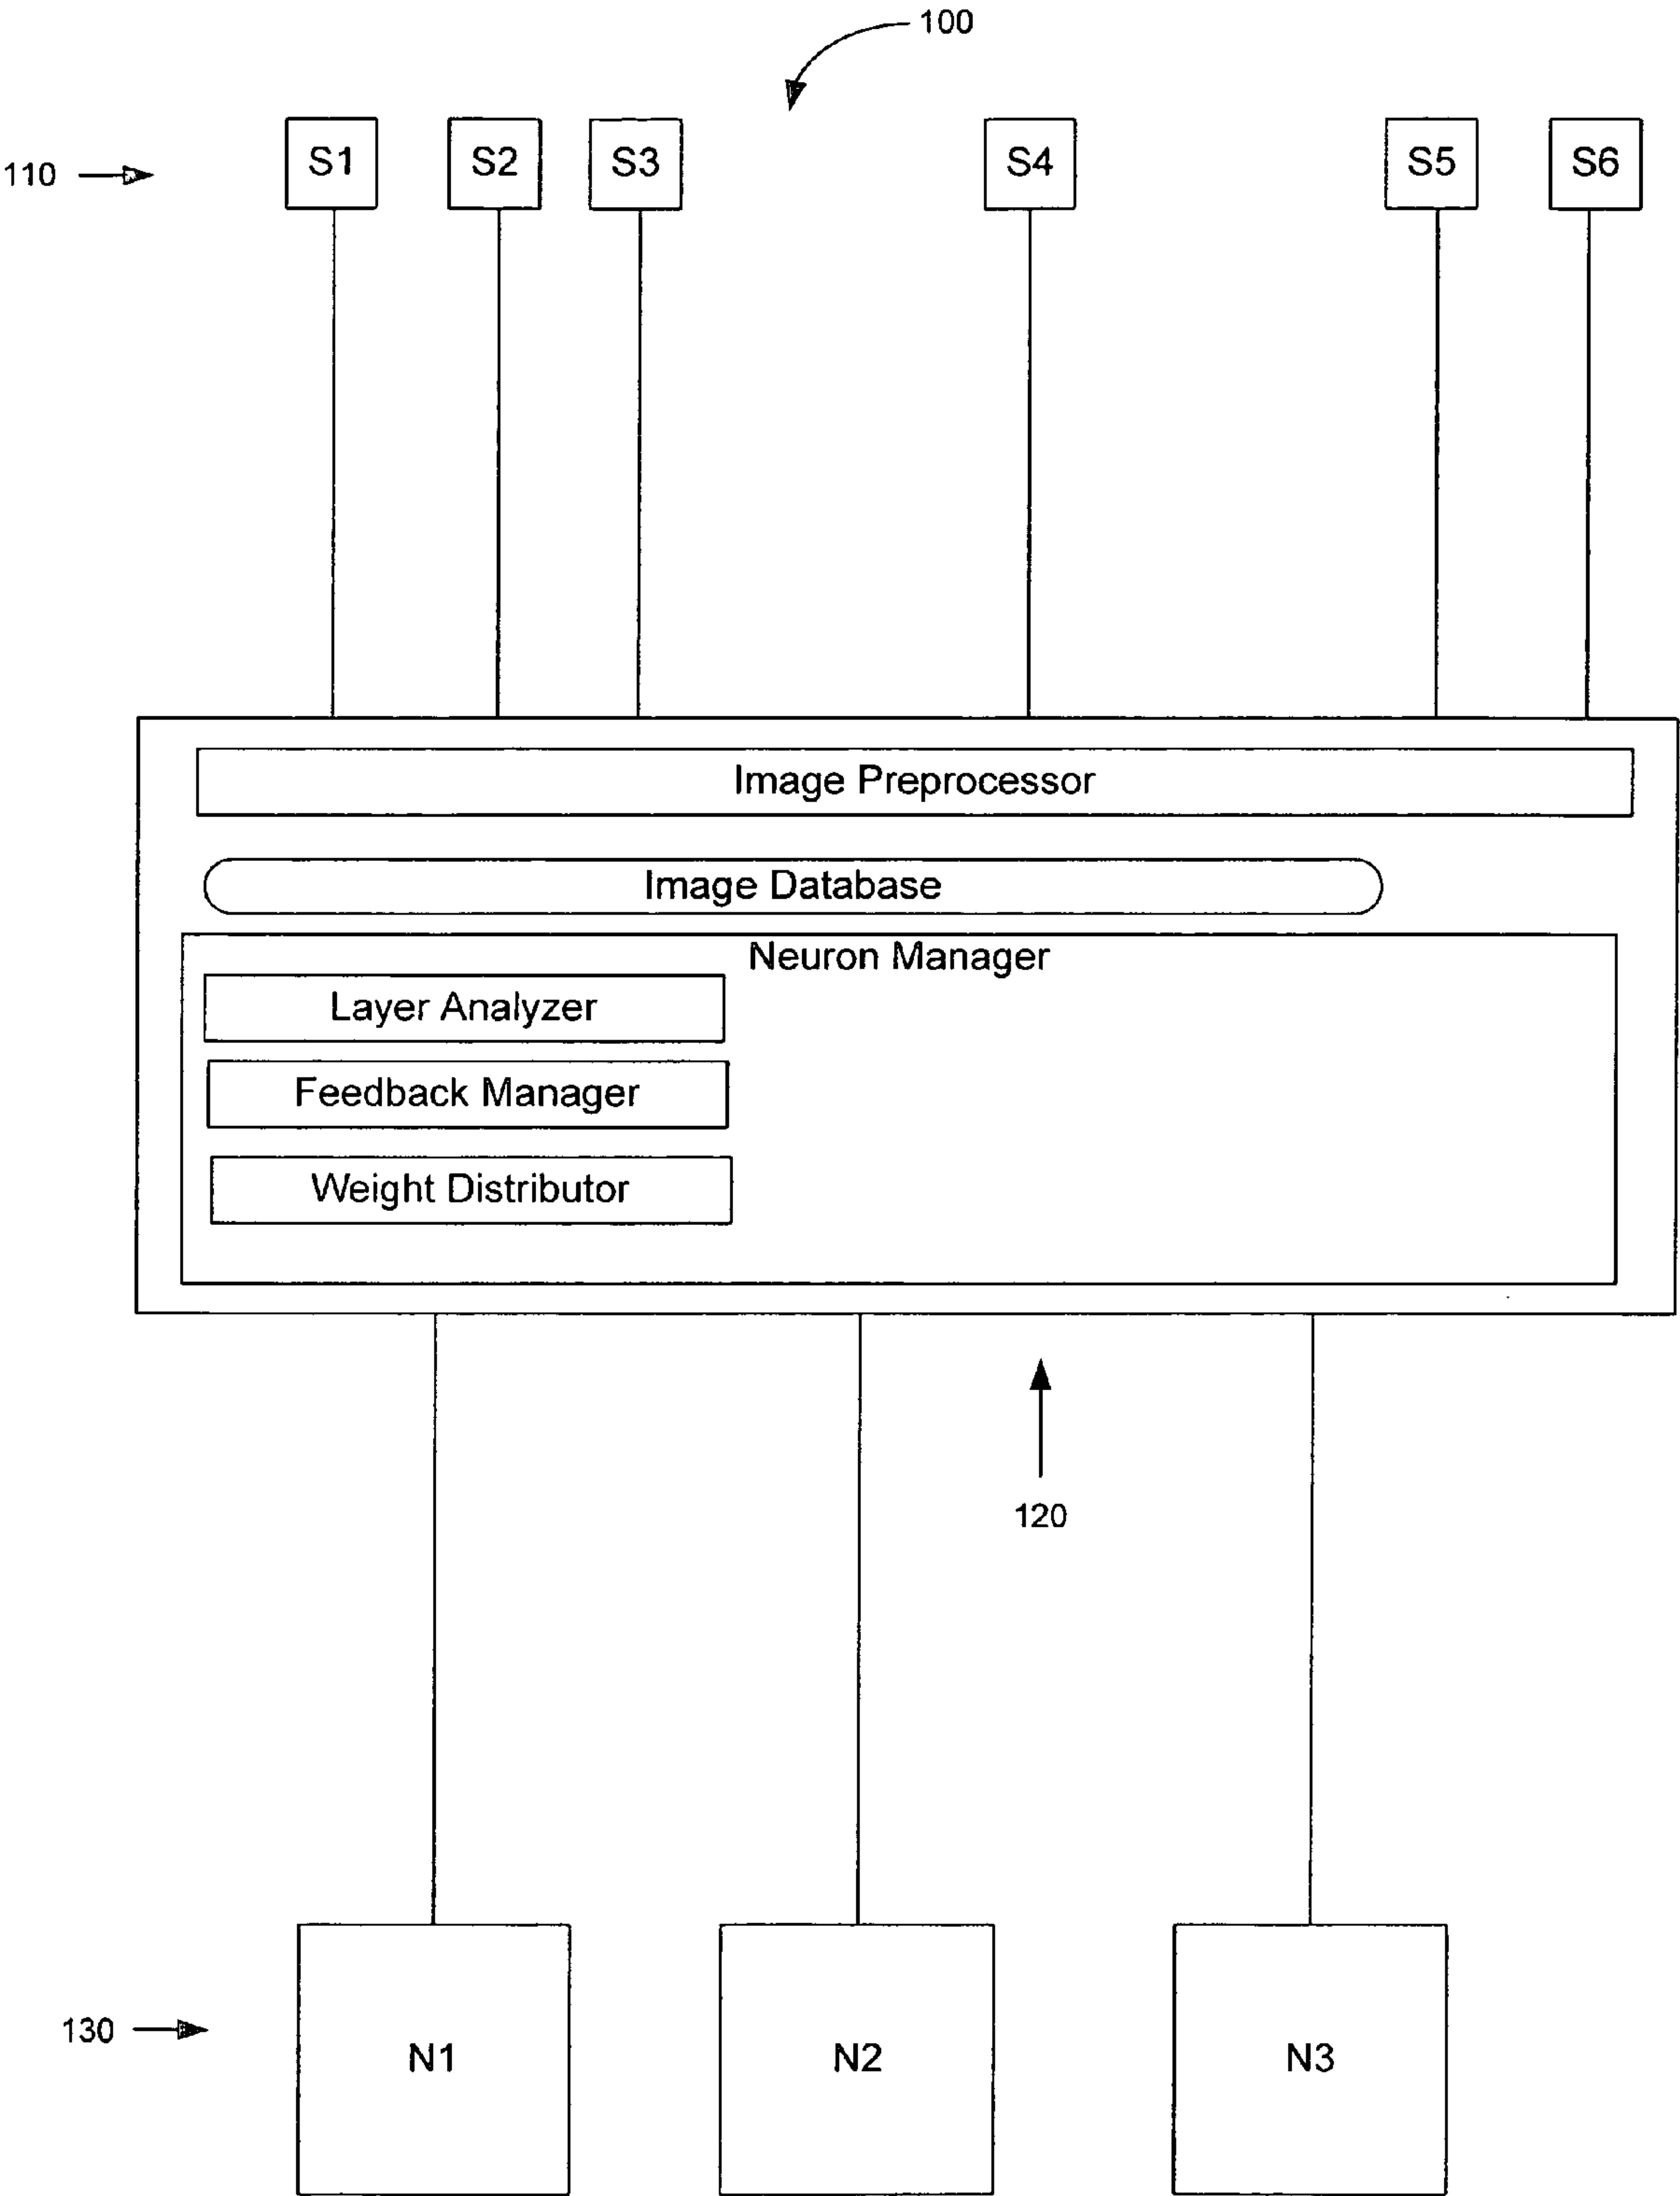 100
110
S1
S2
S3
S4
S5
S6
Image Preprocessor
Image Database
Neuron Manager
Layer Analyzer
Feedback Manager
Weight Distributor
120
130
N1
N2
N3